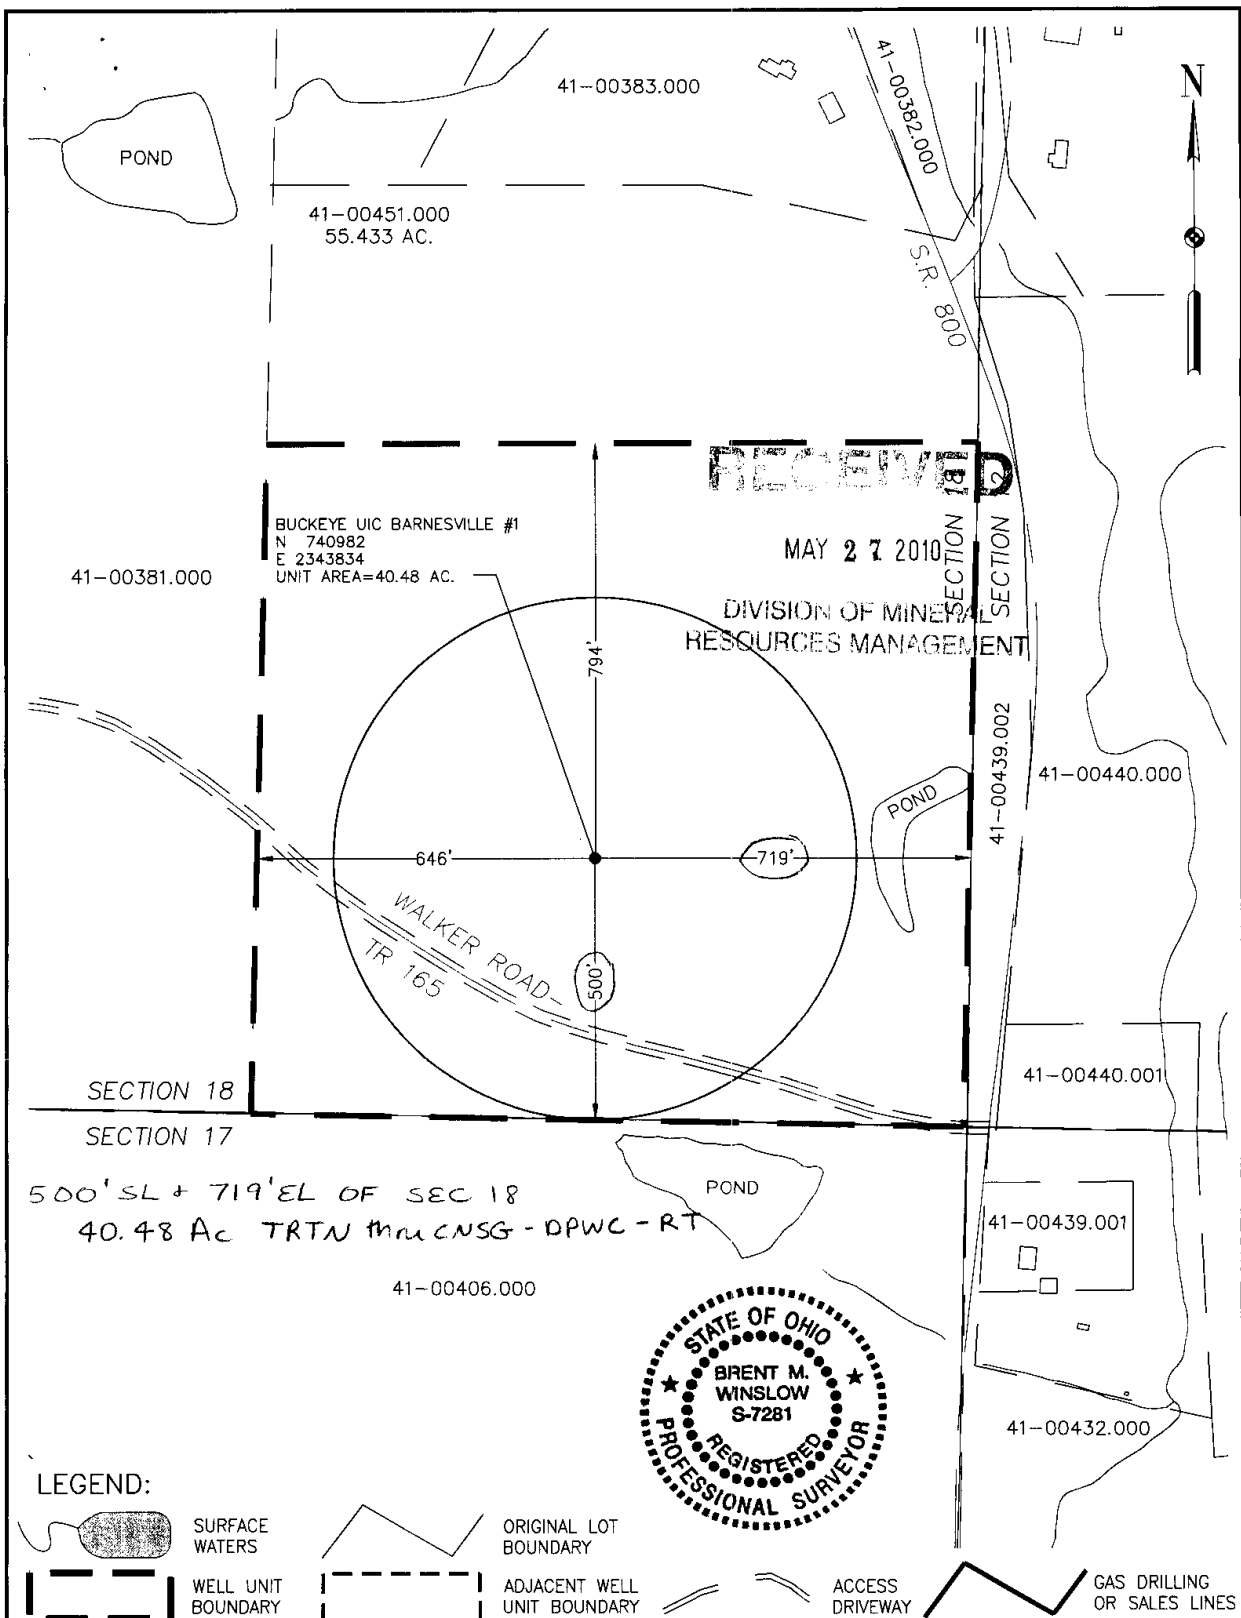 41-00383.000
41-00382.000
N
POND
41-00451.000
55.433 AC.
S.R. 800
RECEIVED
MAY 27 2010
DIVISION OF MINERAL
RESOURCES MANAGEMENT
SECTION 18
SECTION 12
BUCKEYE UIC BARNESVILLE #1
N 740982
E 2343834
UNIT AREA=40.48 AC.
41-00381.000
794'
41-00439.002
41-00440.000
POND
646'
719'
WALKER ROAD
TR 165
500'
41-00440.001
SECTION 18
SECTION 17
500' SL + 719' EL OF SEC 18
40.48 Ac TRTN thru CNSG - DPWC - RT
POND
41-00439.001
41-00406.000
STATE OF OHIO
BRENT M.
WINSLOW
S-7281
REGISTERED
PROFESSIONAL SURVEYOR
41-00432.000
LEGEND:
SURFACE
WATERS
ORIGINAL LOT
BOUNDARY
WELL UNIT
BOUNDARY
ADJACENT WELL
UNIT BOUNDARY
ACCESS
DRIVEWAY
GAS DRILLING
OR SALES LINES